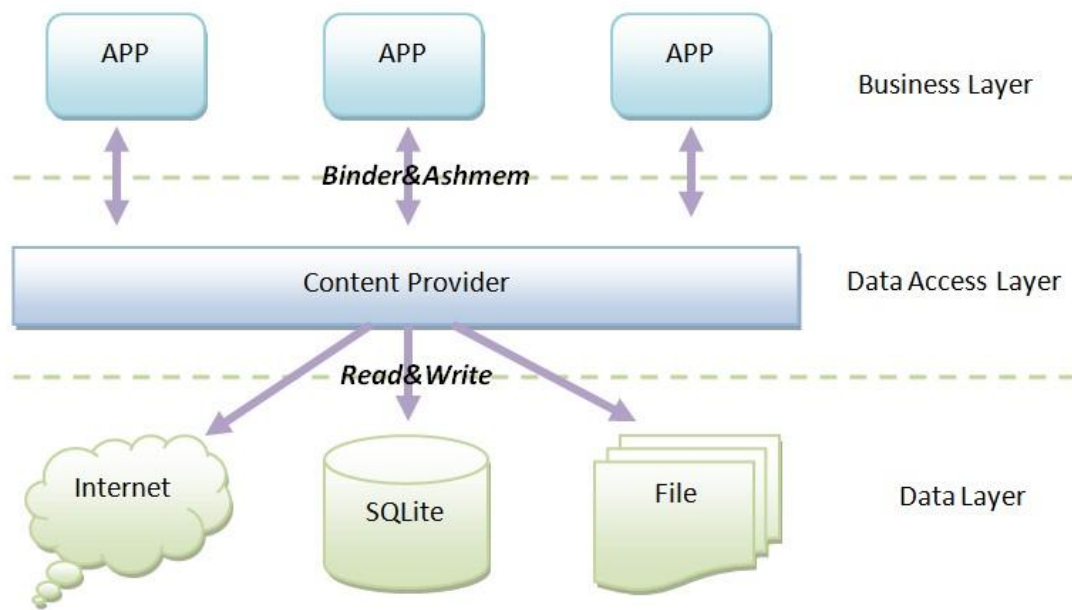 APP
APP
APP
Business Layer
Binder&Ashmem
Content Provider
Data Access Layer
Read&Write
Internet
SQLite
File
Data Layer